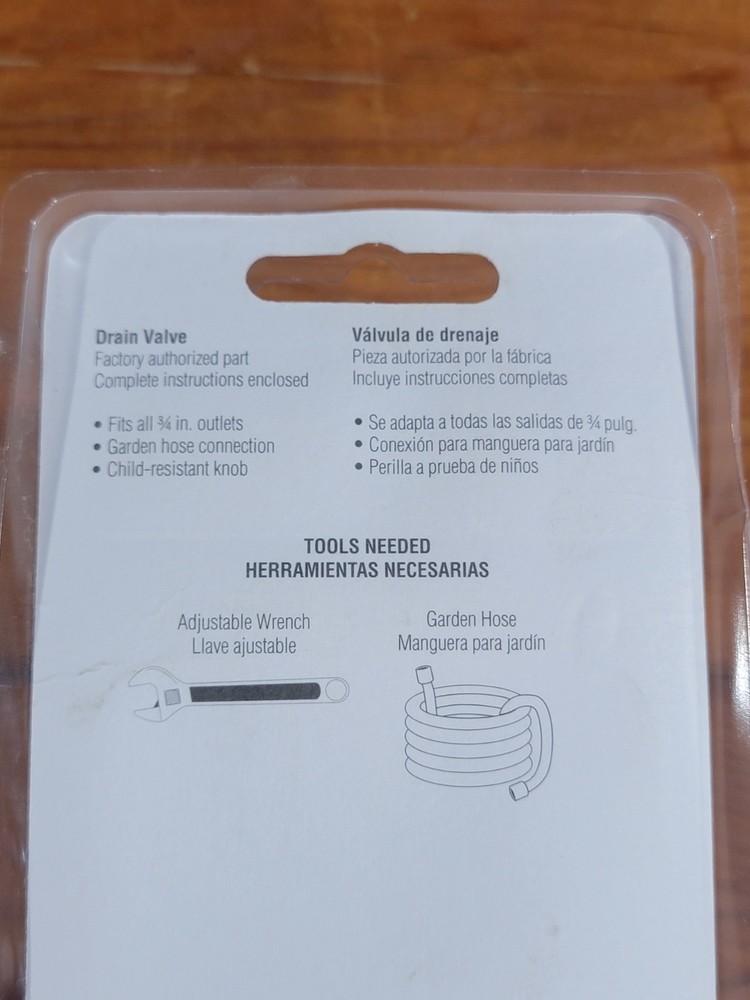 Drain Valve
Factory authorized part
Complete instructions enclosed
• Fits all ¾ in. outlets
• Garden hose connection
• Child-resistant knob
Válvula de drenaje
Pieza autorizada por la fábrica
Incluye instrucciones completas
• Se adapta a todas las salidas de ¾ pulg.
• Conexión para manguera para jardín
• Perilla a prueba de niños
TOOLS NEEDED
HERRAMIENTAS NECESARIAS
Adjustable Wrench
Llave ajustable
Garden Hose
Manguera para jardín